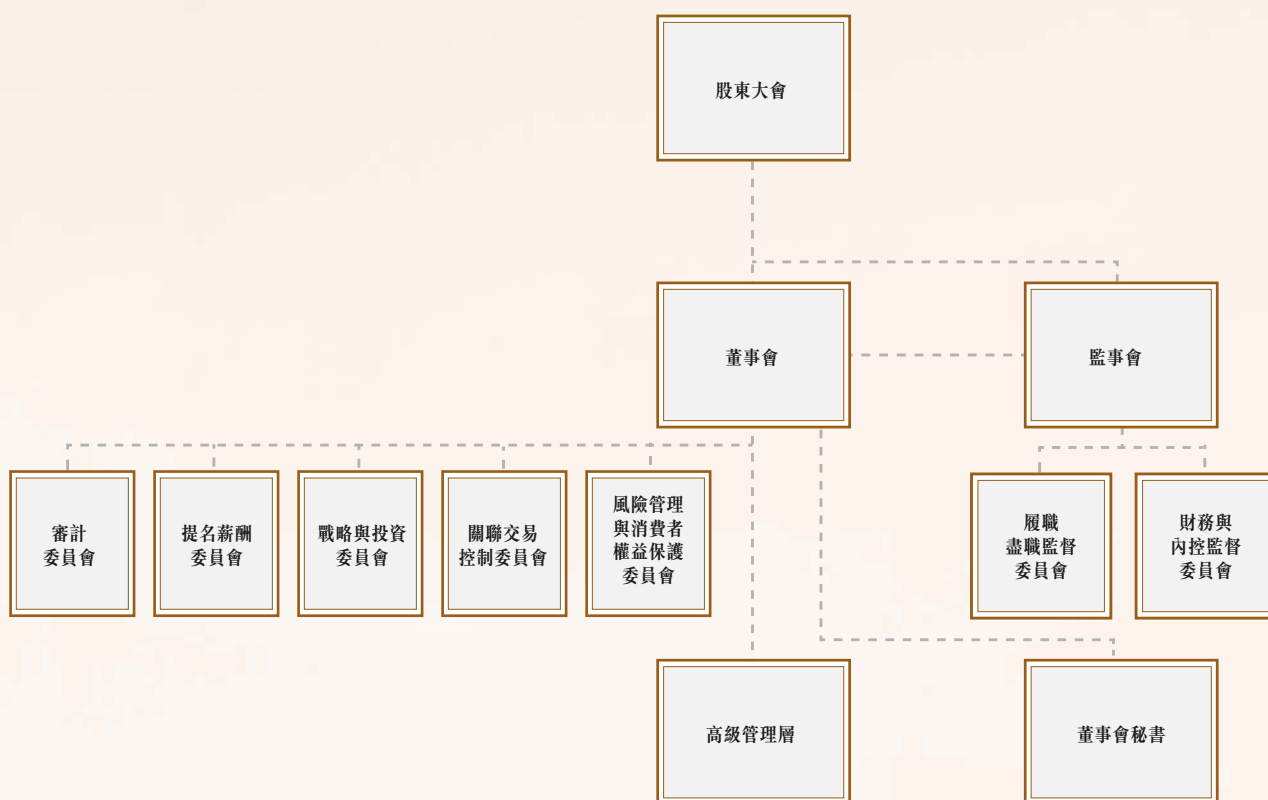 股東大會
董事會
監事會
審計
委員會
提名薪酬
委員會
戰略與投資
委員會
關聯交易
控制委員會
風險管理
與消費者
權益保護
委員會
履職
盡職監督
委員會
財務與
內控監督
委員會
高級管理層
董事會秘書